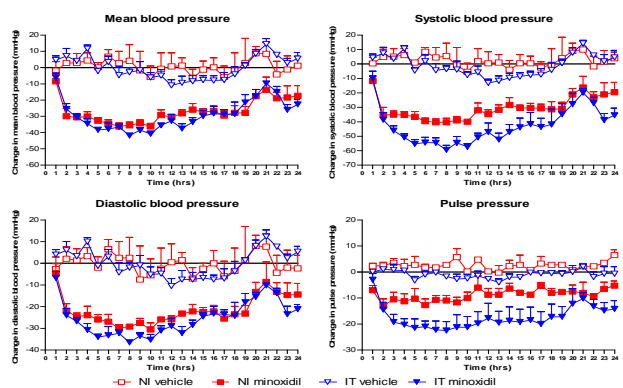 Mean blood pressure
Change in mean blood pressure (mmHg)
20
10
0
-10
-20
-30
-40
-50
-60
1 2 3 4 5 6 7 8 9 10 11 12 13 14 15 16 17 18 19 20 21 22 23 24
Time (hrs)
Systolic blood pressure
Change in systolic blood pressure (mmHg)
20
10
0
-10
-20
-30
-40
-50
-60
-70
1 2 3 4 5 6 7 8 9 10 11 12 13 14 15 16 17 18 19 20 21 22 23 24
Time (hrs)
Diastolic blood pressure
Change in diastolic blood pressure (mmHg)
20
10
0
-10
-20
-30
-40
1 2 3 4 5 6 7 8 9 10 11 12 13 14 15 16 17 18 19 20 21 22 23 24
Time (hrs)
Pulse pressure
Change in pulse pressure (mmHg)
20
10
0
-10
-20
-30
-40
1 2 3 4 5 6 7 8 9 10 11 12 13 14 15 16 17 18 19 20 21 22 23 24
Time (hrs)
NI vehicle NI minoxidil IT vehicle IT minoxidil